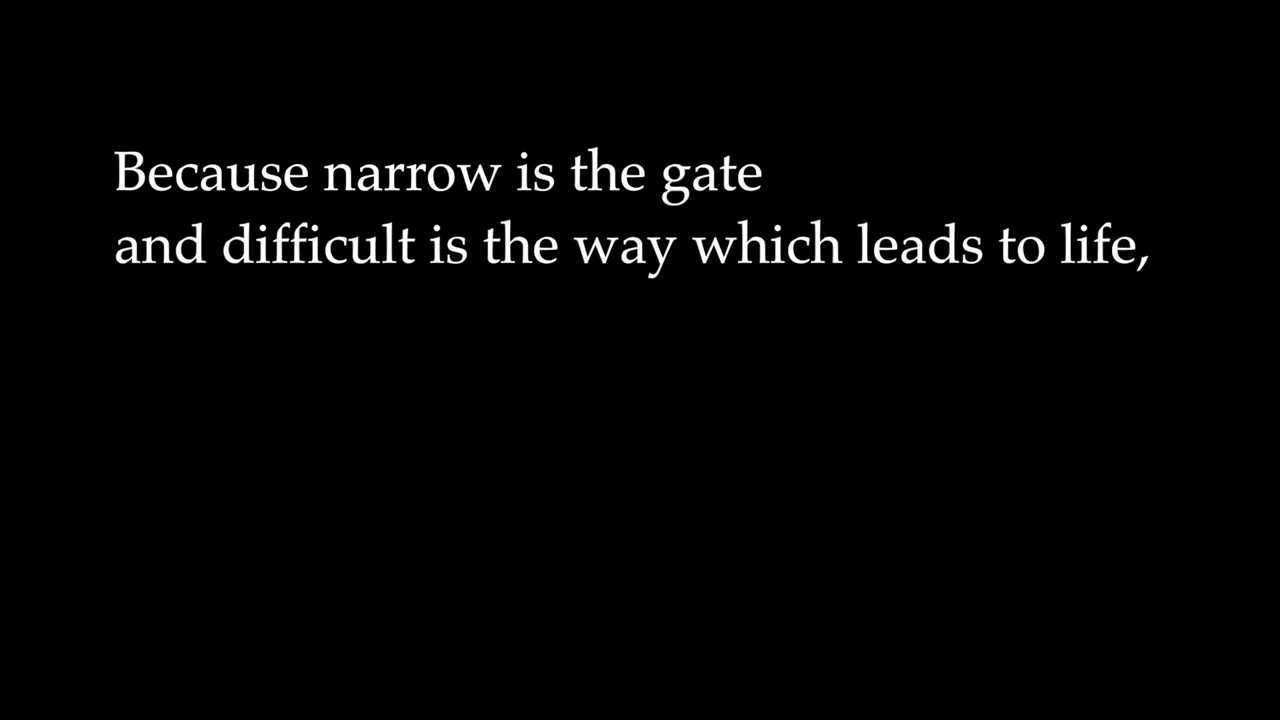 Because narrow is the gate
and difficult is the way which leads to life,